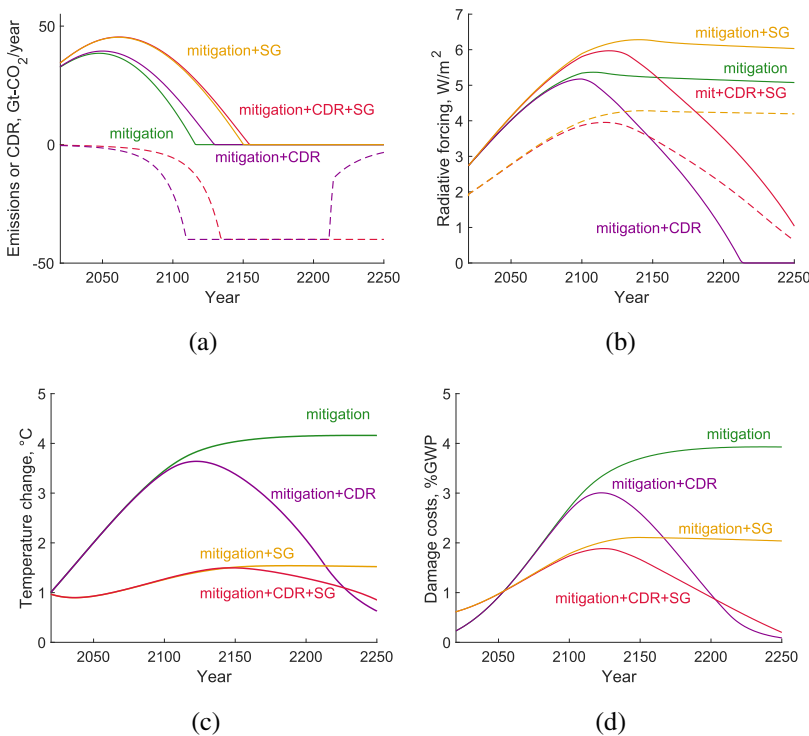 Emissions or CDR, Gt-CO2/year
50
0
-50
mitigation+SG
mitigation+CDR+SG
mitigation
mitigation+CDR
2050 2100 2150 2200 2250
Year
(a)
Radiative forcing, W/m²
7
6
5
4
3
2
1
0
mitigation+SG
mitigation
mit+CDR+SG
mitigation+CDR
2050 2100 2150 2200 2250
Year
(b)
Temperature change, °C
5
4
3
2
1
0
mitigation
mitigation+CDR
mitigation+SG
mitigation+CDR+SG
2050 2100 2150 2200 2250
Year
(c)
Damage costs, %GWP
5
4
3
2
1
0
mitigation
mitigation+CDR
mitigation+SG
mitigation+CDR+SG
2050 2100 2150 2200 2250
Year
(d)